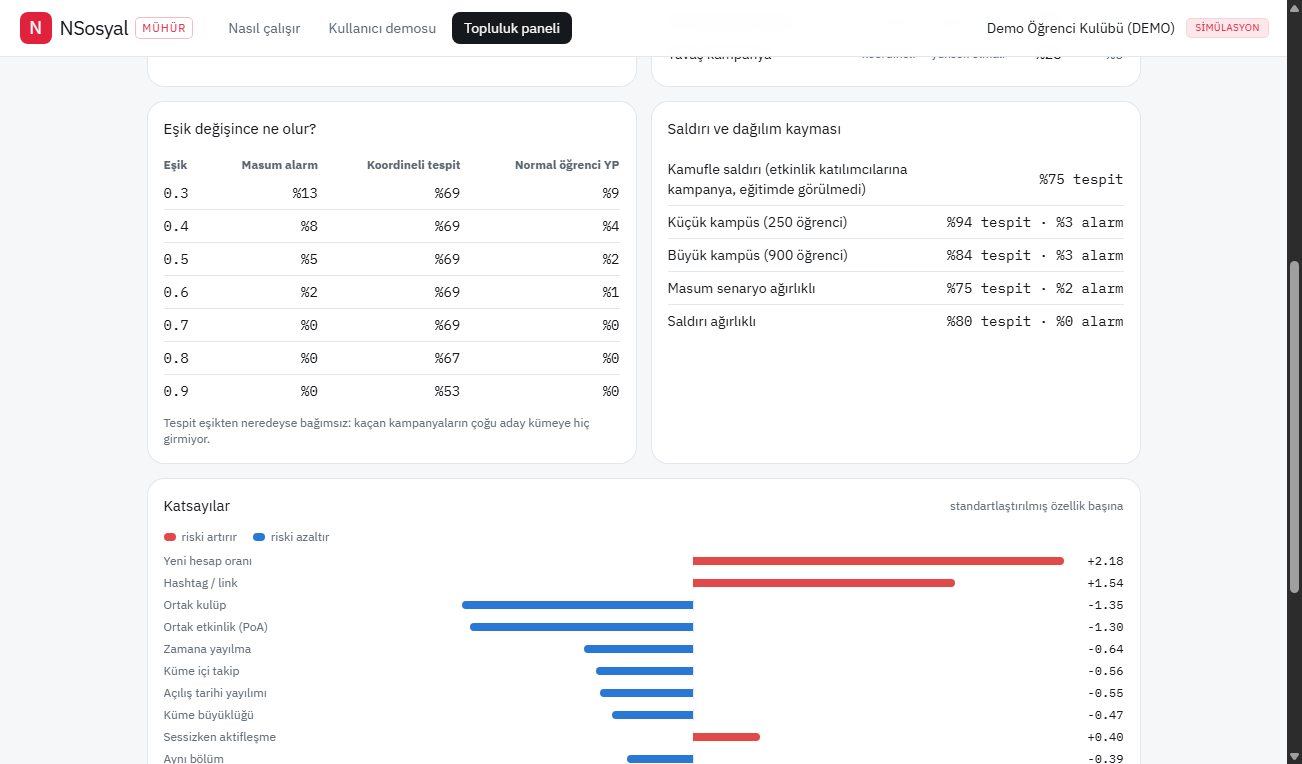 N NSosyal MÜHÜR Nasıl çalışır Kullanıcı demosu Topluluk paneli Demo Öğrenci Kulübü (DEMO) SİMÜLASYON
Eşik değişince ne olur?
Eşik Masum alarm Koordineli tespit Normal öğrenci YP
0.3 %13 %69 %9
0.4 %8 %69 %4
0.5 %5 %69 %2
0.6 %2 %69 %1
0.7 %0 %69 %0
0.8 %0 %67 %0
0.9 %0 %53 %0
Tespit eşikten neredeyse bağımsız: kaçan kampanyaların çoğu aday kümeye hiç
girmiyor.
Saldırı ve dağılım kayması
Kamufle saldırı (etkinlik katılımcılarına
kampanya, eğitimde görülmedi) %75 tespit
Küçük kampüs (250 öğrenci) %94 tespit · %3 alarm
Büyük kampüs (900 öğrenci) %84 tespit · %3 alarm
Masum senaryo ağırlıklı %75 tespit · %2 alarm
Saldırı ağırlıklı %80 tespit · %0 alarm
Katsayılar standartlaştırılmış özellik başına
riski artırır riski azaltır
Yeni hesap oranı +2.18
Hashtag / link +1.54
Ortak kulüp -1.35
Ortak etkinlik (PoA) -1.30
Zamana yayılma -0.64
Küme içi takip -0.56
Açılış tarihi yayılımı -0.55
Küme büyüklüğü -0.47
Sessizken aktifleşme +0.40
Aynı bölüm -0.39